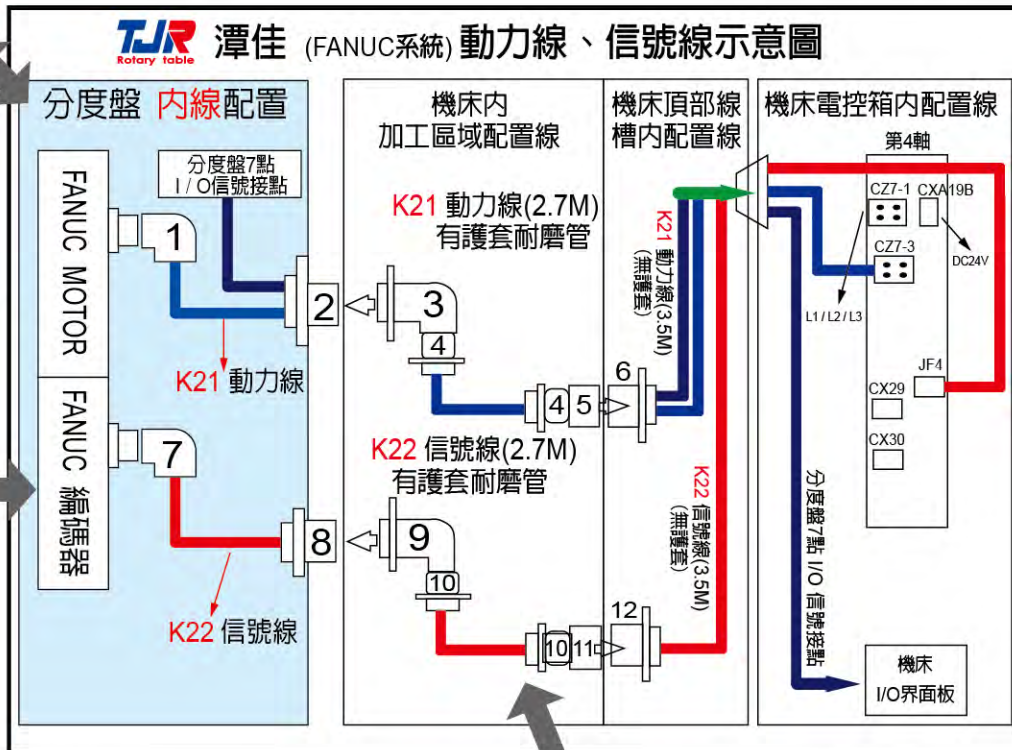 TJR
Rotary table
潭佳 (FANUC系統) 動力線、信號線示意圖
分度盤 內線配置
分度盤7點
I / O信號接點
FANUC MOTOR
FANUC 編碼器
1
2
K21 動力線
7
8
K22 信號線
機床內
加工區域配置線
K21 動力線(2.7M)
有護套耐磨管
3
4
4
5
K22 信號線(2.7M)
有護套耐磨管
9
10
10
11
機床頂部線
槽內配置線
K21 動力線(3.5M)
(無護套)
6
K22 信號線(3.5M)
(無護套)
12
機床電控箱內配置線
第4軸
CZ7-1
CXA19B
CZ7-3
DC24V
L1 / L2 / L3
JF4
CX29
CX30
分度盤7點 I/O 信號接點
機床
I/O界面板